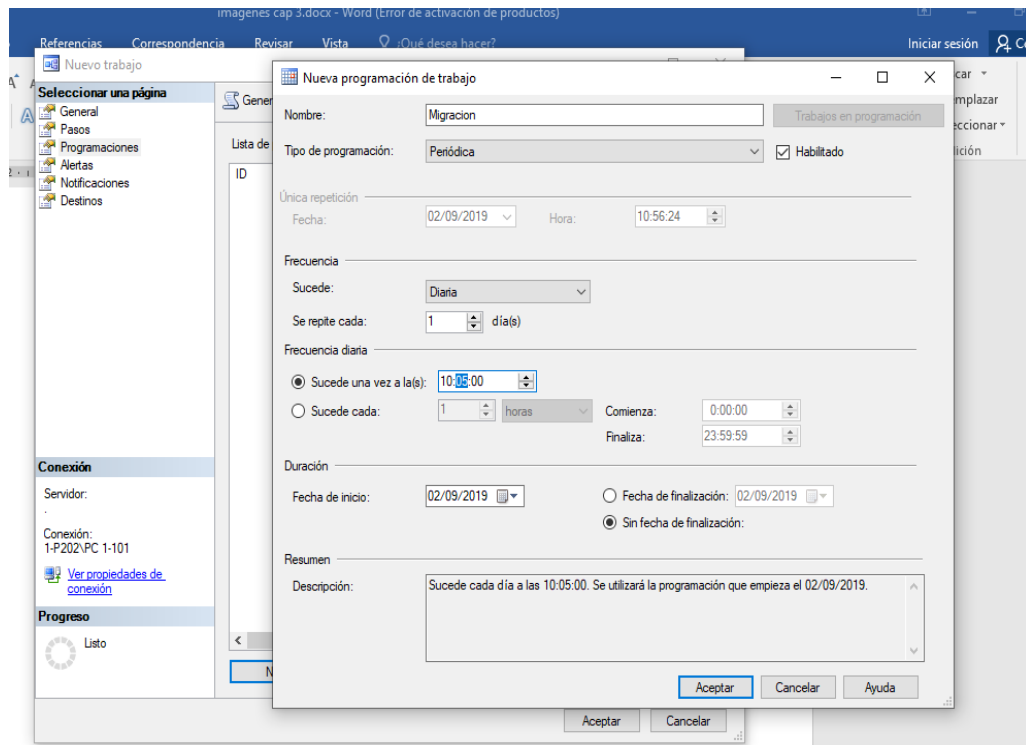 imagenes cap 3.docx - Word (Error de activación de productos)
Referencias Correspondencia Revisar Vista ¿Qué desea hacer? Iniciar sesión
Nuevo trabajo
Seleccionar una página
General
Pasos
Programaciones
Alertas
Notificaciones
Destinos
Conexión
Servidor:
.
Conexión:
1-P202\PC 1-101
Ver propiedades de
conexión
Progreso
Listo
Gener
Lista de
ID
N
Aceptar Cancelar
Nueva programación de trabajo
Nombre: Migracion Trabajos en programación
Tipo de programación: Periódica Habilitado
Única repetición
Fecha: 02/09/2019 Hora: 10:56:24
Frecuencia
Sucede: Diaria
Se repite cada: 1 día(s)
Frecuencia diaria
Sucede una vez a la(s): 10:05:00
Sucede cada: 1 horas Comienza: 0:00:00
Finaliza: 23:59:59
Duración
Fecha de inicio: 02/09/2019 Fecha de finalización: 02/09/2019
Sin fecha de finalización:
Resumen
Descripción: Sucede cada día a las 10:05:00. Se utilizará la programación que empieza el 02/09/2019.
Aceptar Cancelar Ayuda
car
mplazar
eccionar
lición